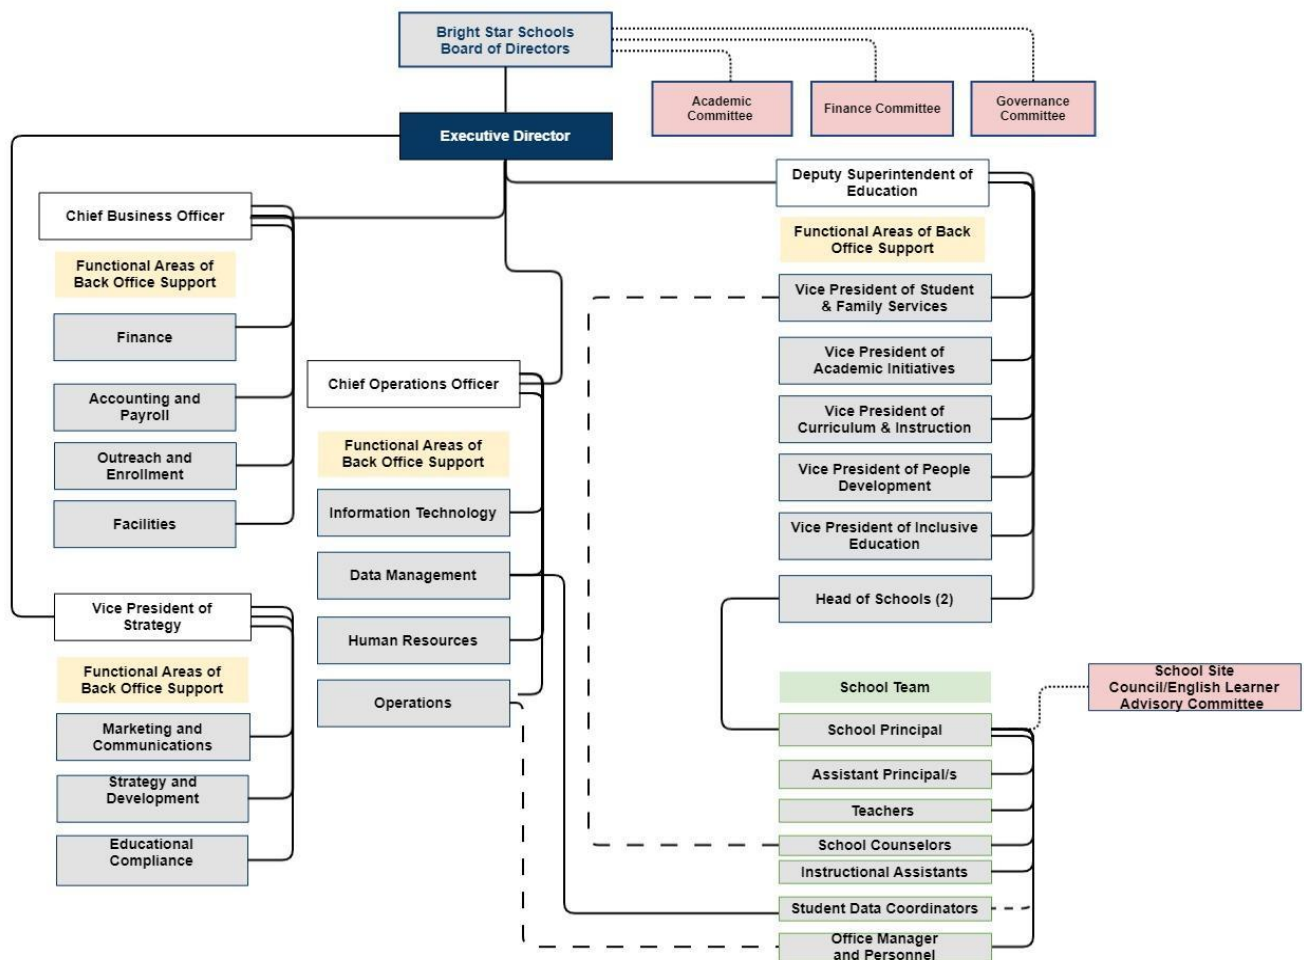 Bright Star Schools
Board of Directors
Academic
Committee
Finance Committee
Governance
Committee
Executive Director
Deputy Superintendent of
Education
Functional Areas of Back
Office Support
Vice President of Student
& Family Services
Vice President of
Academic Initiatives
Vice President of
Curriculum & Instruction
Vice President of People
Development
Vice President of Inclusive
Education
Head of Schools (2)
Chief Business Officer
Functional Areas of
Back Office Support
Finance
Accounting and
Payroll
Outreach and
Enrollment
Facilities
Chief Operations Officer
Functional Areas of
Back Office Support
Information Technology
Data Management
Human Resources
Operations
Vice President of
Strategy
Functional Areas of
Back Office Support
Marketing and
Communications
Strategy and
Development
Educational
Compliance
School Team
School Site
Council/English Learner
Advisory Committee
School Principal
Assistant Principal/s
Teachers
School Counselors
Instructional Assistants
Student Data Coordinators
Office Manager
and Personnel